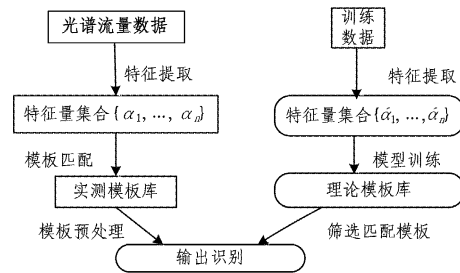 光谱流量数据
训练
数据
特征提取
特征提取
特征量集合{α1, ..., αn}
特征量集合{ά1, ...,άn}
模板匹配
模型训练
实测模板库
理论模板库
模板预处理
筛选匹配模板
输出识别